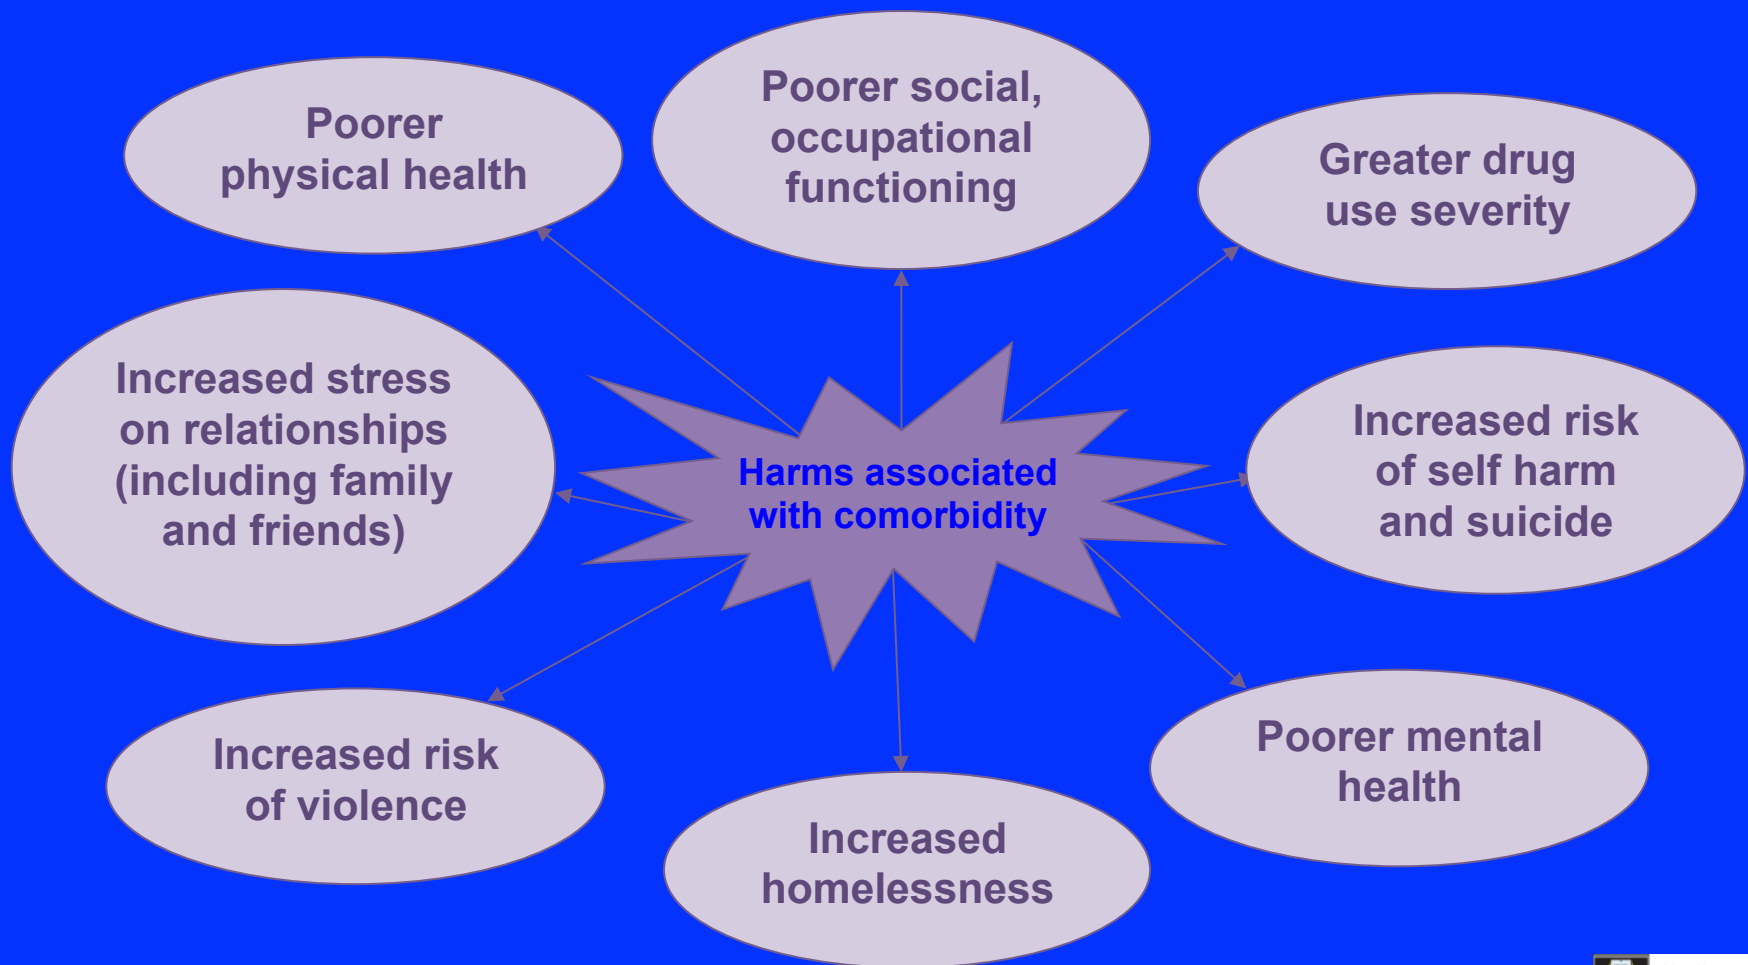 Poorer
physical health
Poorer social,
occupational
functioning
Greater drug
use severity
Increased stress
on relationships
(including family
and friends)
Harms associated
with comorbidity
Increased risk
of self harm
and suicide
Increased risk
of violence
Increased
homelessness
Poorer mental
health